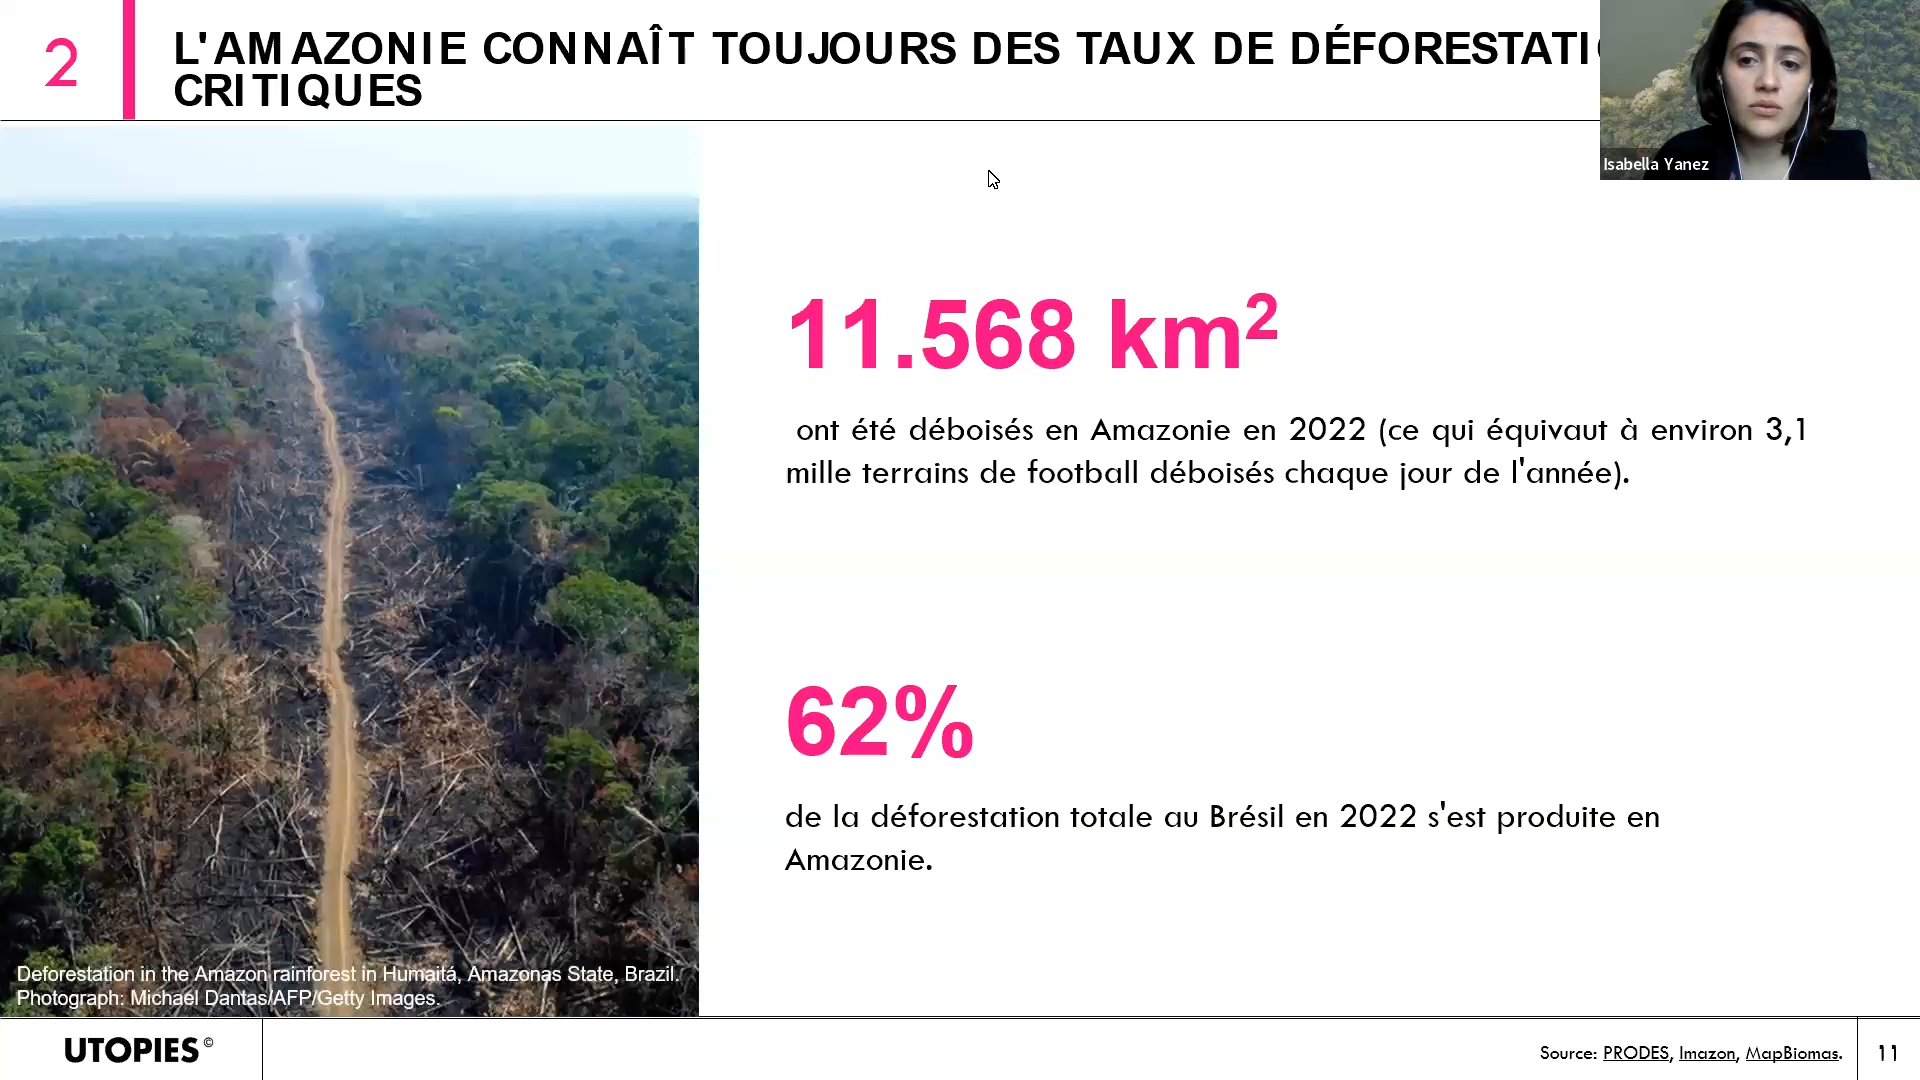 2
L'AMAZONIE CONNAÎT TOUJOURS DES TAUX DE DÉFORESTATI
CRITIQUES
Isabella Yanez
11.568 km²
ont été déboisés en Amazonie en 2022 (ce qui équivaut à environ 3,1
mille terrains de football déboisés chaque jour de l'année).
62%
de la déforestation totale au Brésil en 2022 s'est produite en
Amazonie.
Deforestation in the Amazon rainforest in Humaitá, Amazonas State, Brazil.
Photograph: Michael Dantas/AFP/Getty Images.
UTOPIES©
Source: PRODES, Imazon, MapBiomas.
11